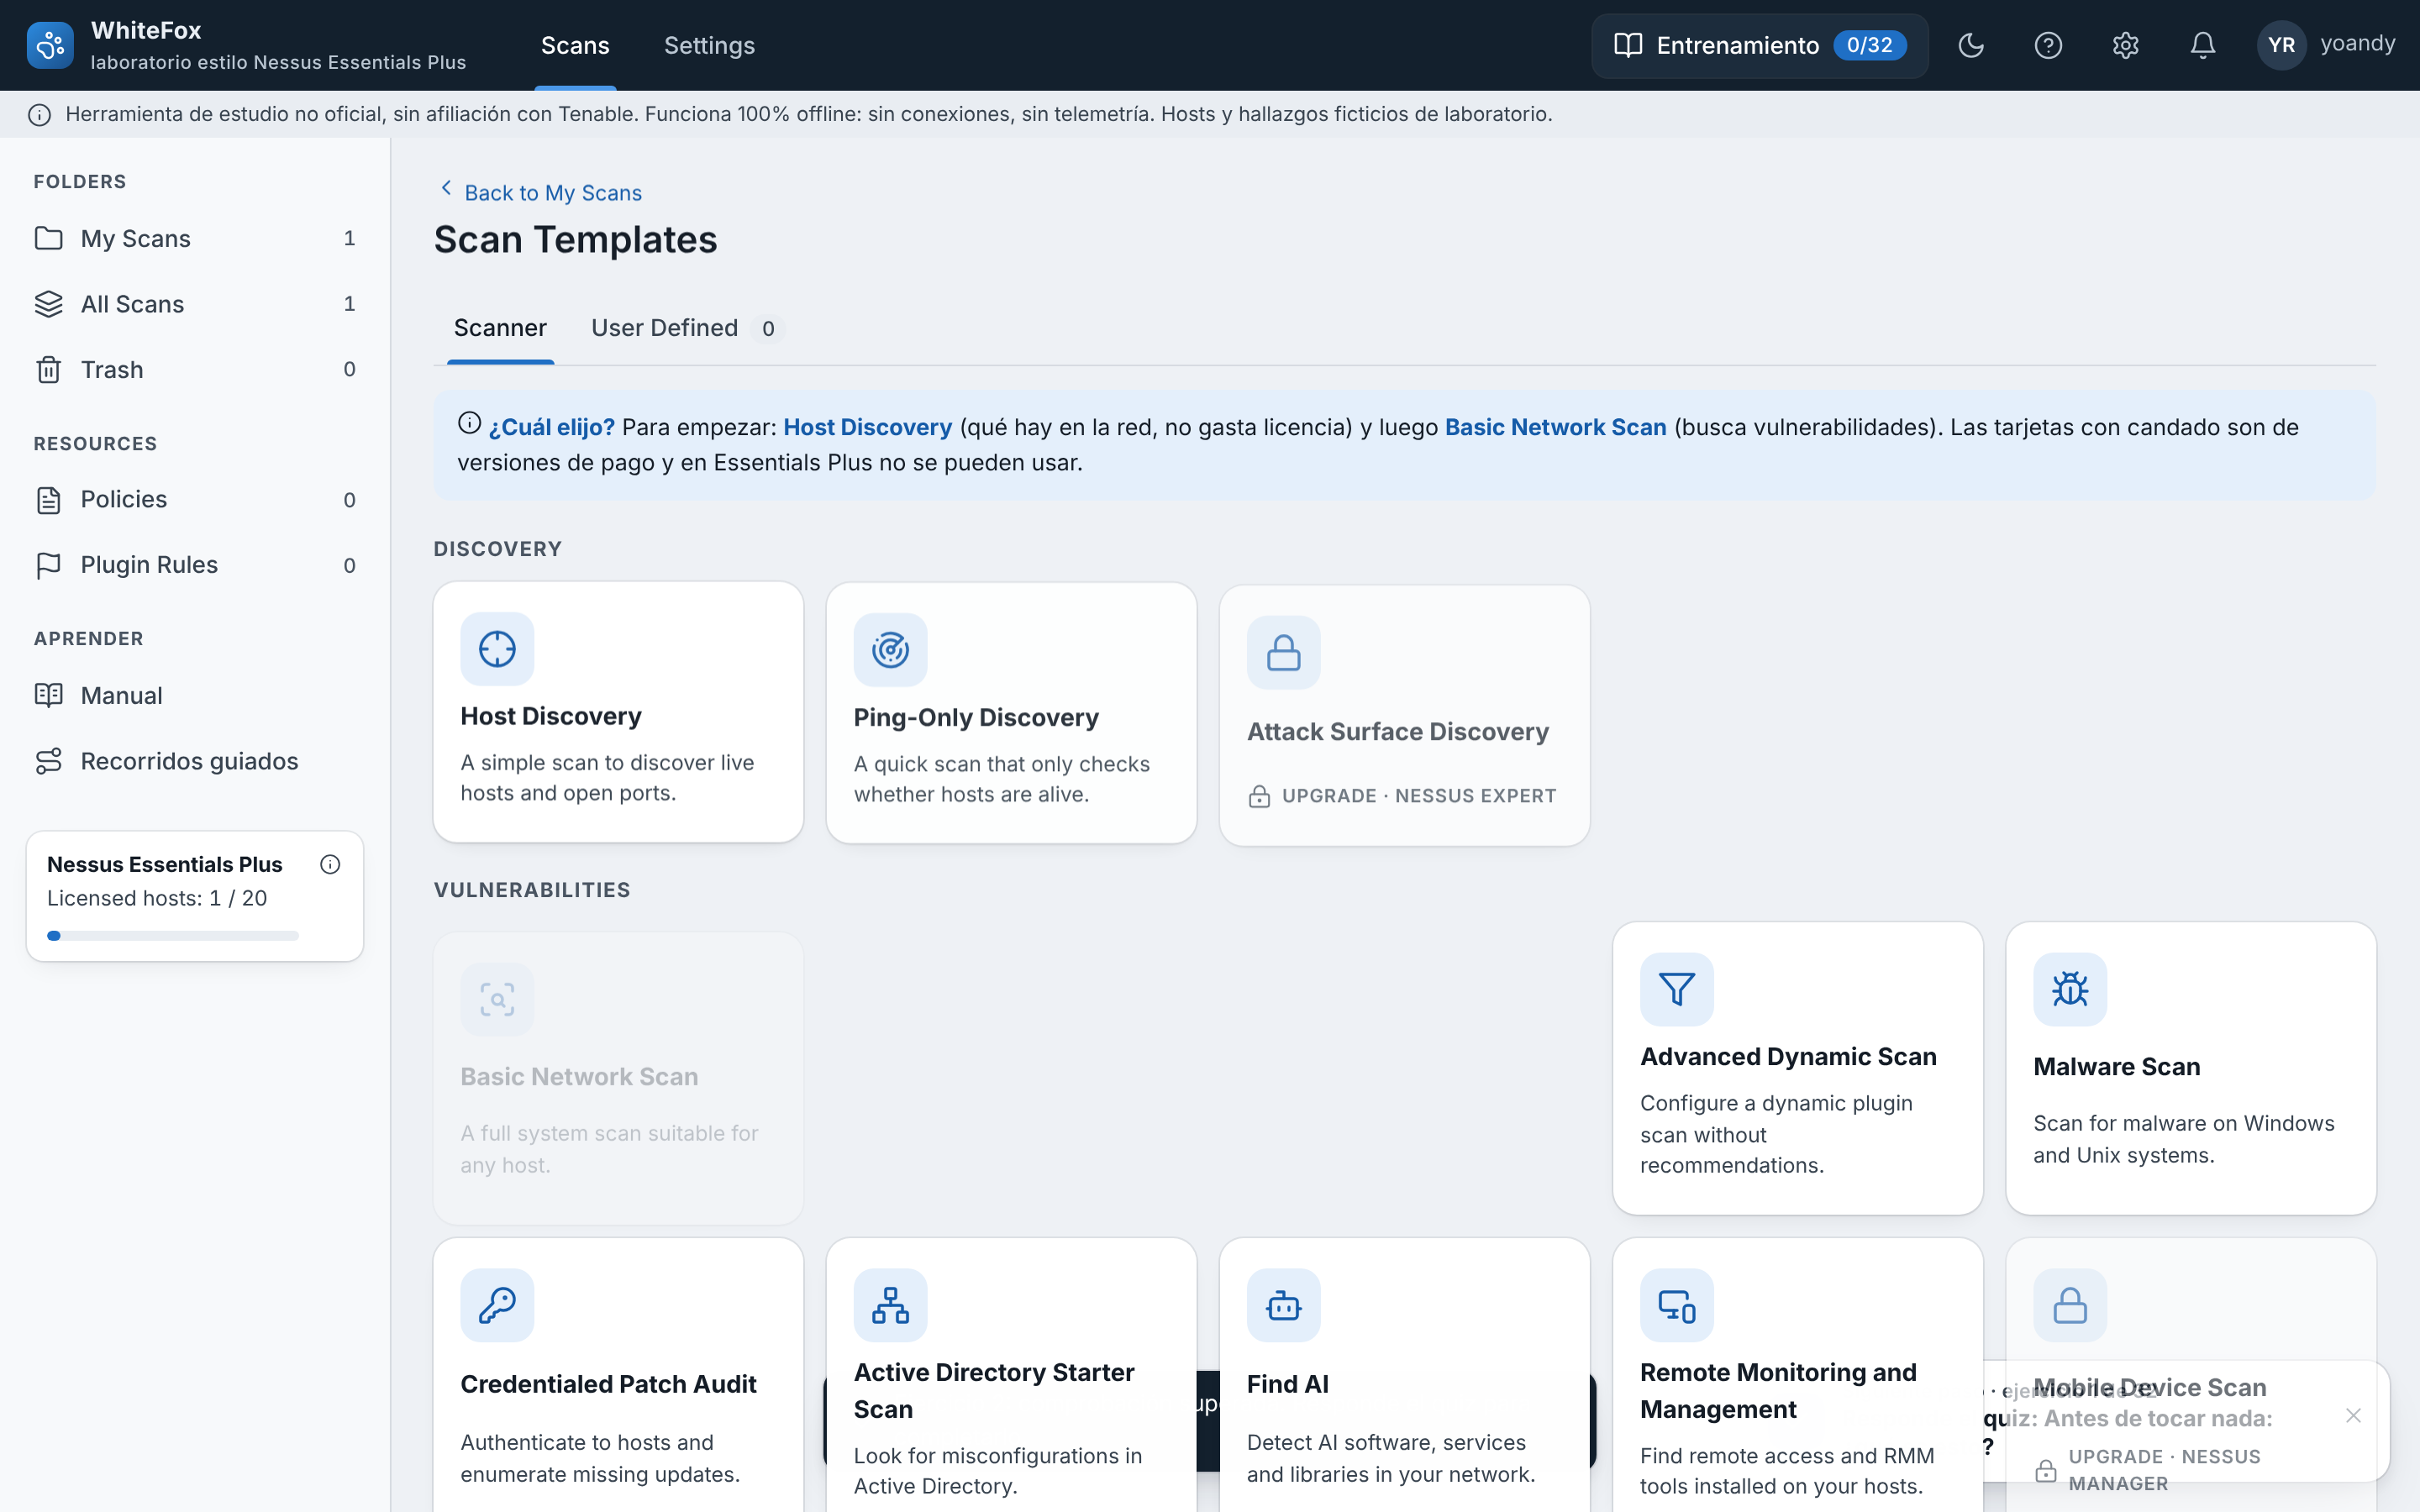 WhiteFox
laboratorio estilo Nessus Essentials Plus
Scans
Settings
Entrenamiento
0/32
YR
yoandy
Herramienta de estudio no oficial, sin afiliación con Tenable. Funciona 100% offline: sin conexiones, sin telemetría. Hosts y hallazgos ficticios de laboratorio.
FOLDERS
My Scans 1
All Scans 1
Trash 0
RESOURCES
Policies 0
Plugin Rules 0
APRENDER
Manual
Recorridos guiados
Nessus Essentials Plus
Licensed hosts: 1 / 20
Back to My Scans
Scan Templates
Scanner
User Defined 0
¿Cuál elijo? Para empezar: Host Discovery (qué hay en la red, no gasta licencia) y luego Basic Network Scan (busca vulnerabilidades). Las tarjetas con candado son de
versiones de pago y en Essentials Plus no se pueden usar.
DISCOVERY
Host Discovery
A simple scan to discover live
hosts and open ports.
Ping-Only Discovery
A quick scan that only checks
whether hosts are alive.
Attack Surface Discovery
UPGRADE · NESSUS EXPERT
VULNERABILITIES
Basic Network Scan
A full system scan suitable for
any host.
Advanced Dynamic Scan
Configure a dynamic plugin
scan without
recommendations.
Malware Scan
Scan for malware on Windows
and Unix systems.
Credentialed Patch Audit
Authenticate to hosts and
enumerate missing updates.
Active Directory Starter
Scan
Look for misconfigurations in
Active Directory.
Find AI
Detect AI software, services
and libraries in your network.
Remote Monitoring and
Management
Find remote access and RMM
tools installed on your hosts.
Mobile Device Scan
UPGRADE · NESSUS
MANAGER
quiz: Antes de tocar nada:
?